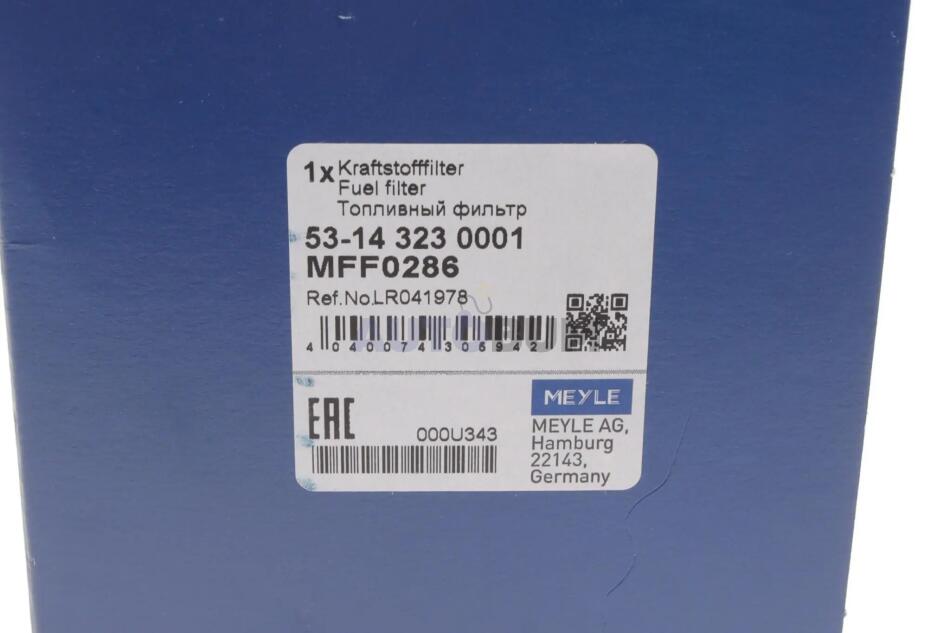 1x Kraftstofffilter
Fuel filter
Топливный фильтр
53-14 323 0001
MFF0286
Ref.No.LR041978
4 040074 306942
EAC
000U343
MEYLE
MEYLE AG,
Hamburg
22143,
Germany